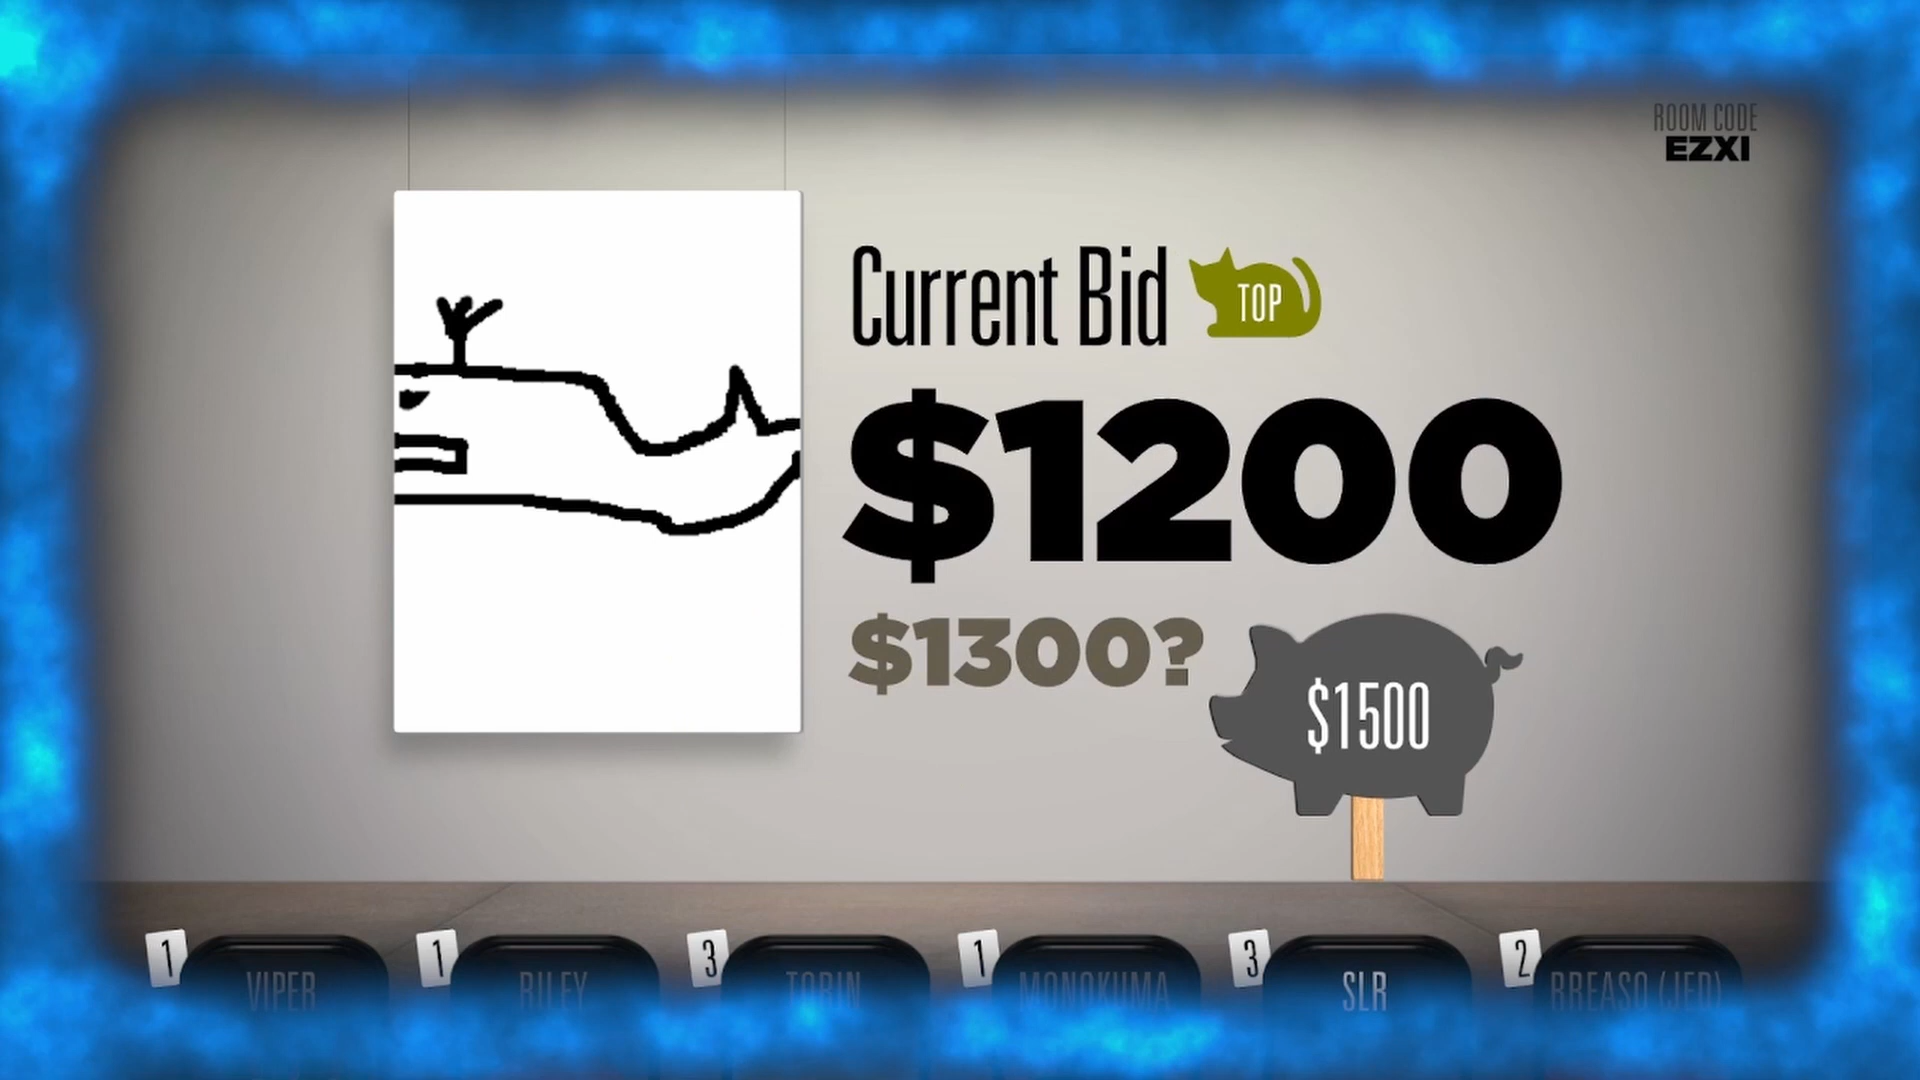 ROOM CODE
EZXI
Current Bid
TOP
$1200
$1300?
$1500
1 VIPER
1 RILEY
3 TOBIN
1 MONOKUMA
3 SLR
2 BREASO (JED)